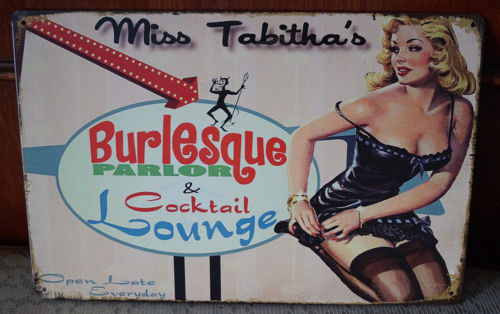 Miss Tabitha's
Burlesque
PARLOR
&
Cocktail
Lounge
Open Late
Everyday